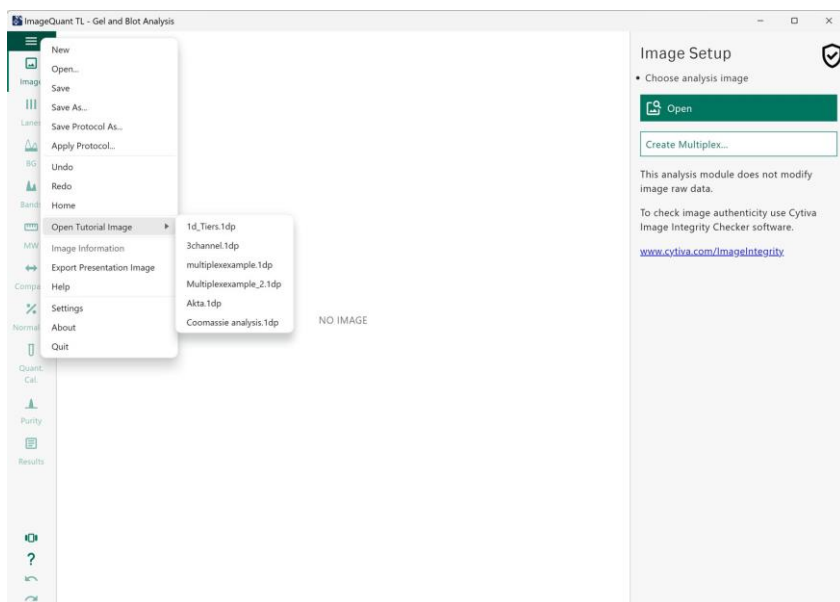 ImageQuant TL - Gel and Blot Analysis
Image
Lanes
BG
Bands
MW
Compa
Normal
Quant.
Cal.
Purity
Results
?
New
Open...
Save
Save As...
Save Protocol As...
Apply Protocol...
Undo
Redo
Home
Open Tutorial Image
Image Information
Export Presentation Image
Help
Settings
About
Quit
1d_Tiers.1dp
3channel.1dp
multiplexexample.1dp
Multiplexexample_2.1dp
Akta.1dp
Coomassie analysis.1dp
NO IMAGE
Image Setup
• Choose analysis image
Open
Create Multiplex...
This analysis module does not modify
image raw data.
To check image authenticity use Cytiva
Image Integrity Checker software.
www.cytiva.com/ImageIntegrity